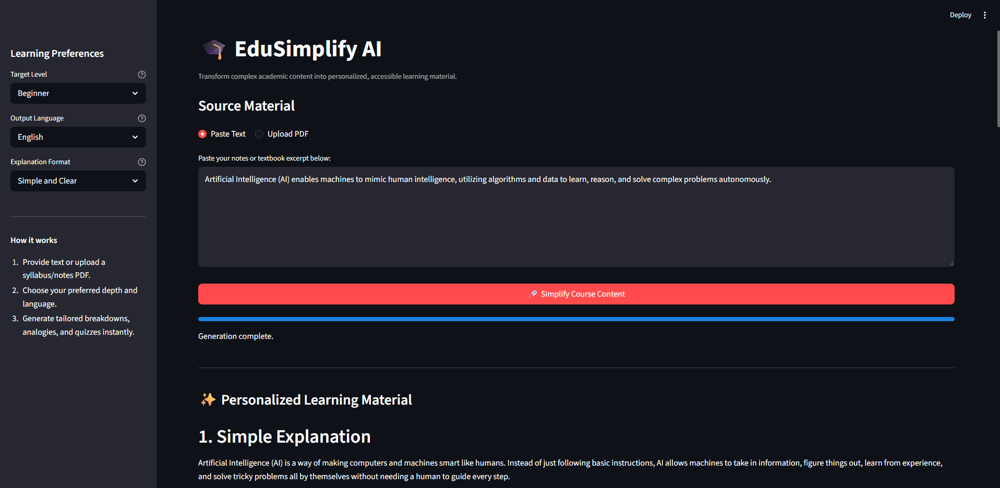 Deploy
Learning Preferences
Target Level
Beginner
Output Language
English
Explanation Format
Simple and Clear
How it works
1. Provide text or upload a
syllabus/notes PDF.
2. Choose your preferred depth and
language.
3. Generate tailored breakdowns,
analogies, and quizzes instantly.
EduSimplify AI
Transform complex academic content into personalized, accessible learning material.
Source Material
Paste Text
Upload PDF
Paste your notes or textbook excerpt below:
Artificial Intelligence (AI) enables machines to mimic human intelligence, utilizing algorithms and data to learn, reason, and solve complex problems autonomously.
Simplify Course Content
Generation complete.
Personalized Learning Material
1. Simple Explanation
Artificial Intelligence (AI) is a way of making computers and machines smart like humans. Instead of just following basic instructions, AI allows machines to take in information, figure things out, learn from experience,
and solve tricky problems all by themselves without needing a human to guide every step.